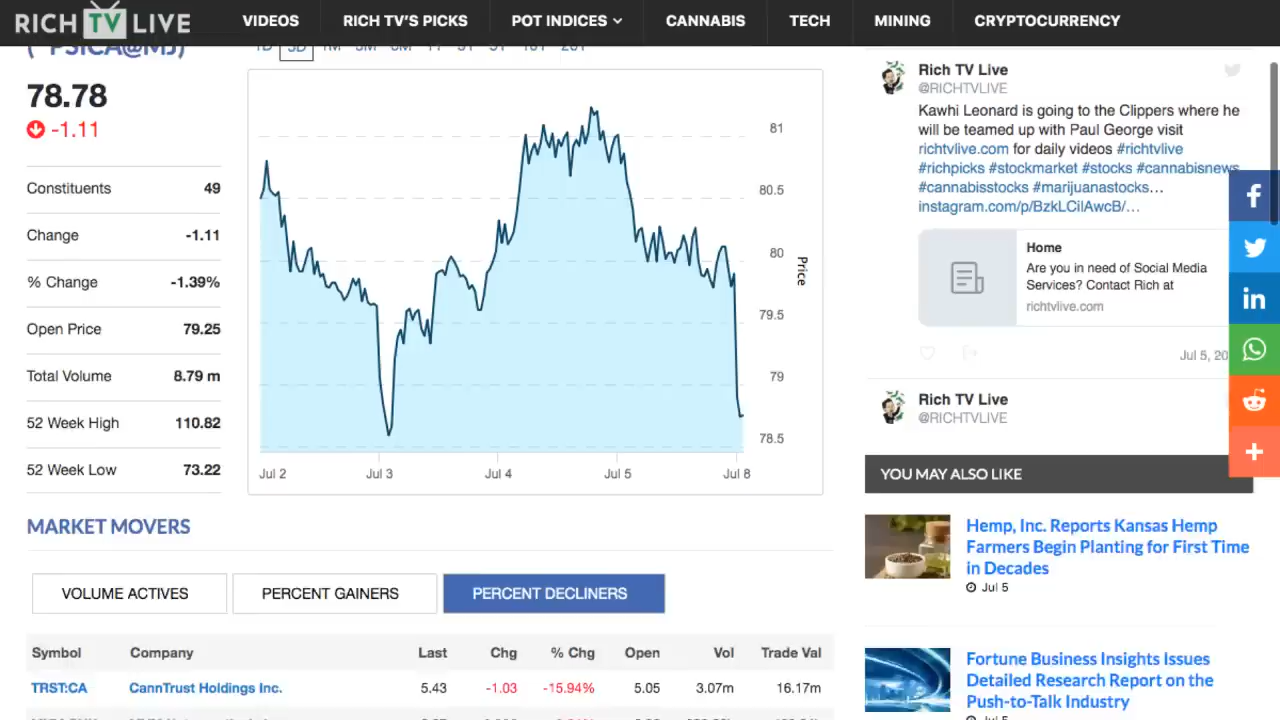 RICH TV LIVE
VIDEOS
RICH TV'S PICKS
POT INDICES
CANNABIS
TECH
MINING
CRYPTOCURRENCY
PSICA@MJ)
5D
78.78
-1.11
Constituents 49
Change -1.11
% Change -1.39%
Open Price 79.25
Total Volume 8.79 m
52 Week High 110.82
52 Week Low 73.22
81
80.5
80
79.5
79
78.5
Price
Jul 2 Jul 3 Jul 4 Jul 5 Jul 8
MARKET MOVERS
VOLUME ACTIVES
PERCENT GAINERS
PERCENT DECLINERS
Symbol Company Last Chg % Chg Open Vol Trade Val
TRST:CA CannTrust Holdings Inc. 5.43 -1.03 -15.94% 5.05 3.07m 16.17m
Rich TV Live
@RICHTVLIVE
Kawhi Leonard is going to the Clippers where he
will be teamed up with Paul George visit
richtvlive.com for daily videos #richtvlive
#richpicks #stockmarket #stocks #cannabisnews
#cannabisstocks #marijuanastocks…
instagram.com/p/BzkLCilAwcB/…
Home
Are you in need of Social Media
Services? Contact Rich at
richtvlive.com
Jul 5, 20
Rich TV Live
@RICHTVLIVE
YOU MAY ALSO LIKE
Hemp, Inc. Reports Kansas Hemp
Farmers Begin Planting for First Time
in Decades
Jul 5
Fortune Business Insights Issues
Detailed Research Report on the
Push-to-Talk Industry
Jul 5